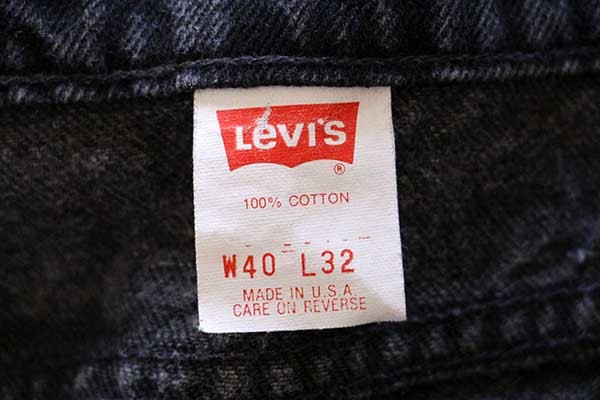 LeVI'S
®
100% COTTON
W40 L32
MADE IN U.S.A
CARE ON REVERSE